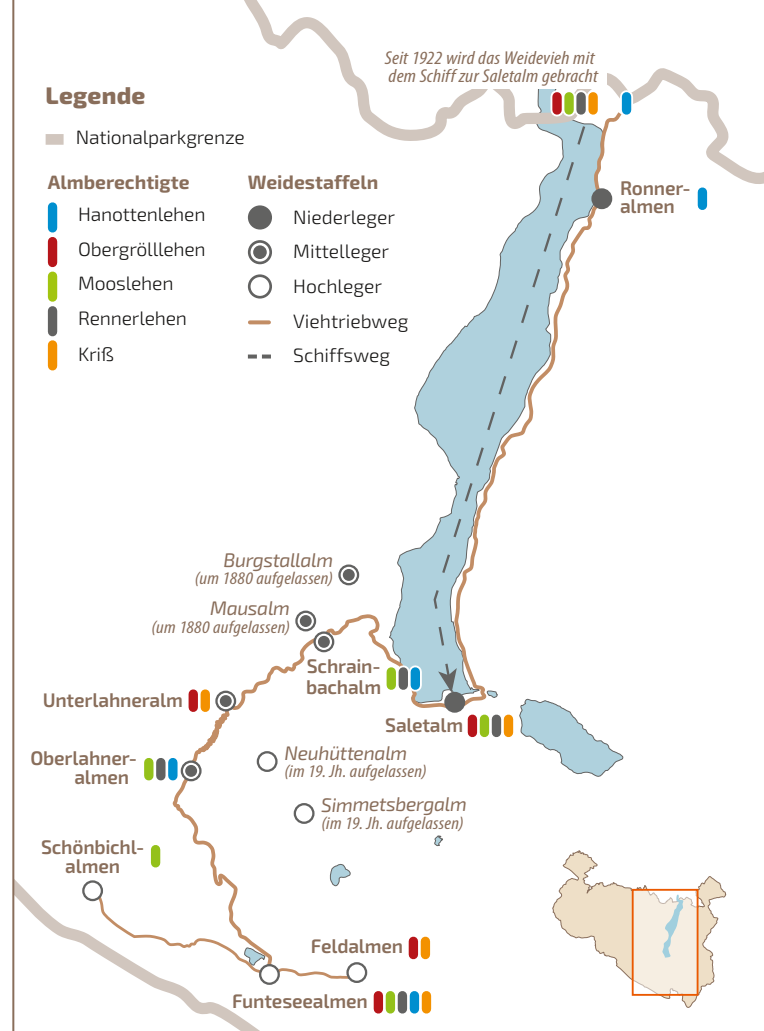 Seit 1922 wird das Weidevieh mit
dem Schiff zur Saletalm gebracht
Legende
Nationalparkgrenze
Almberechtigte
Hanottenlehen
Obergrölllehen
Mooslehen
Rennerlehen
Kriß
Weidestaffeln
Niederleger
Mittelleger
Hochleger
Viehtriebweg
Schiffsweg
Ronner-
almen
Burgstallalm
(um 1880 aufgelassen)
Mausalm
(um 1880 aufgelassen)
Schrain-
bachalm
Unterlahneralm
Saletalm
Oberlahner-
almen
Neuhüttenalm
(im 19. Jh. aufgelassen)
Simmetsbergalm
(im 19. Jh. aufgelassen)
Schönbichl-
almen
Feldalmen
Funteseealmen